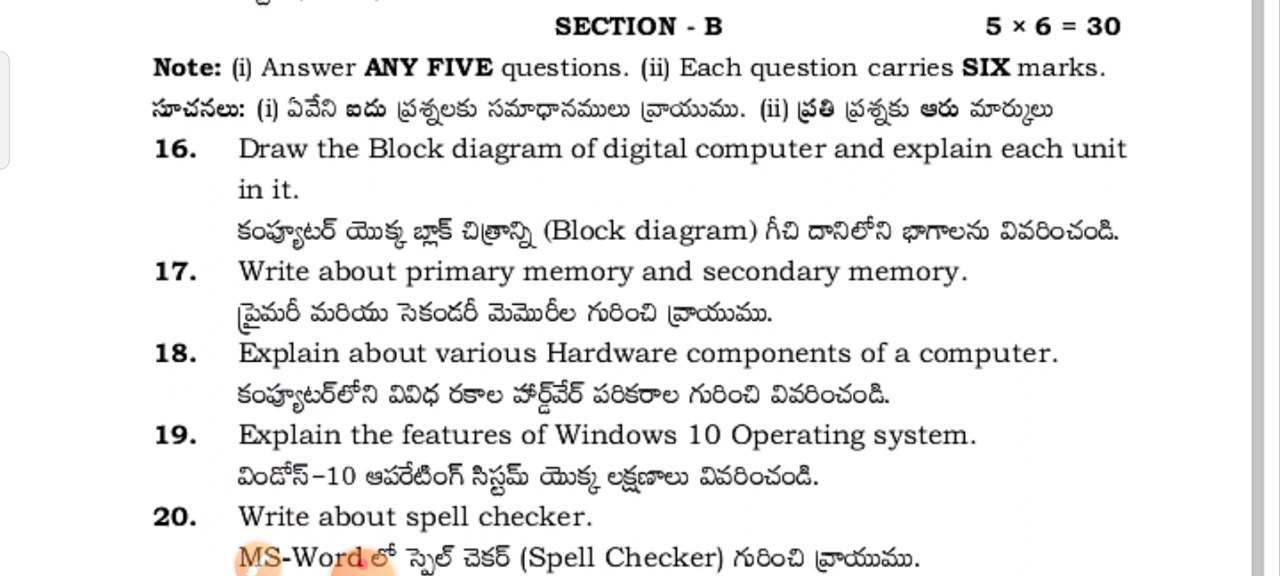 SECTION - B 5 × 6 = 30
Note: (i) Answer ANY FIVE questions. (ii) Each question carries SIX marks.
సూచనలు: (i) ఏవేని ఐదు ప్రశ్నలకు సమాధానములు వ్రాయుము. (ii) ప్రతి ప్రశ్నకు ఆరు మార్కులు
16. Draw the Block diagram of digital computer and explain each unit
in it.
కంప్యూటర్ యొక్క బ్లాక్ చిత్రాన్ని (Block diagram) గీచి దానిలోని భాగాలను వివరించండి.
17. Write about primary memory and secondary memory.
ప్రైమరీ మరియు సెకండరీ మెమొరీల గురించి వ్రాయుము.
18. Explain about various Hardware components of a computer.
కంప్యూటర్‌లోని వివిధ రకాల హార్డ్‌వేర్ పరికరాల గురించి వివరించండి.
19. Explain the features of Windows 10 Operating system.
విండోస్-10 ఆపరేటింగ్ సిస్టమ్ యొక్క లక్షణాలు వివరించండి.
20. Write about spell checker.
MS-Word లో స్పెల్ చెకర్ (Spell Checker) గురించి వ్రాయుము.